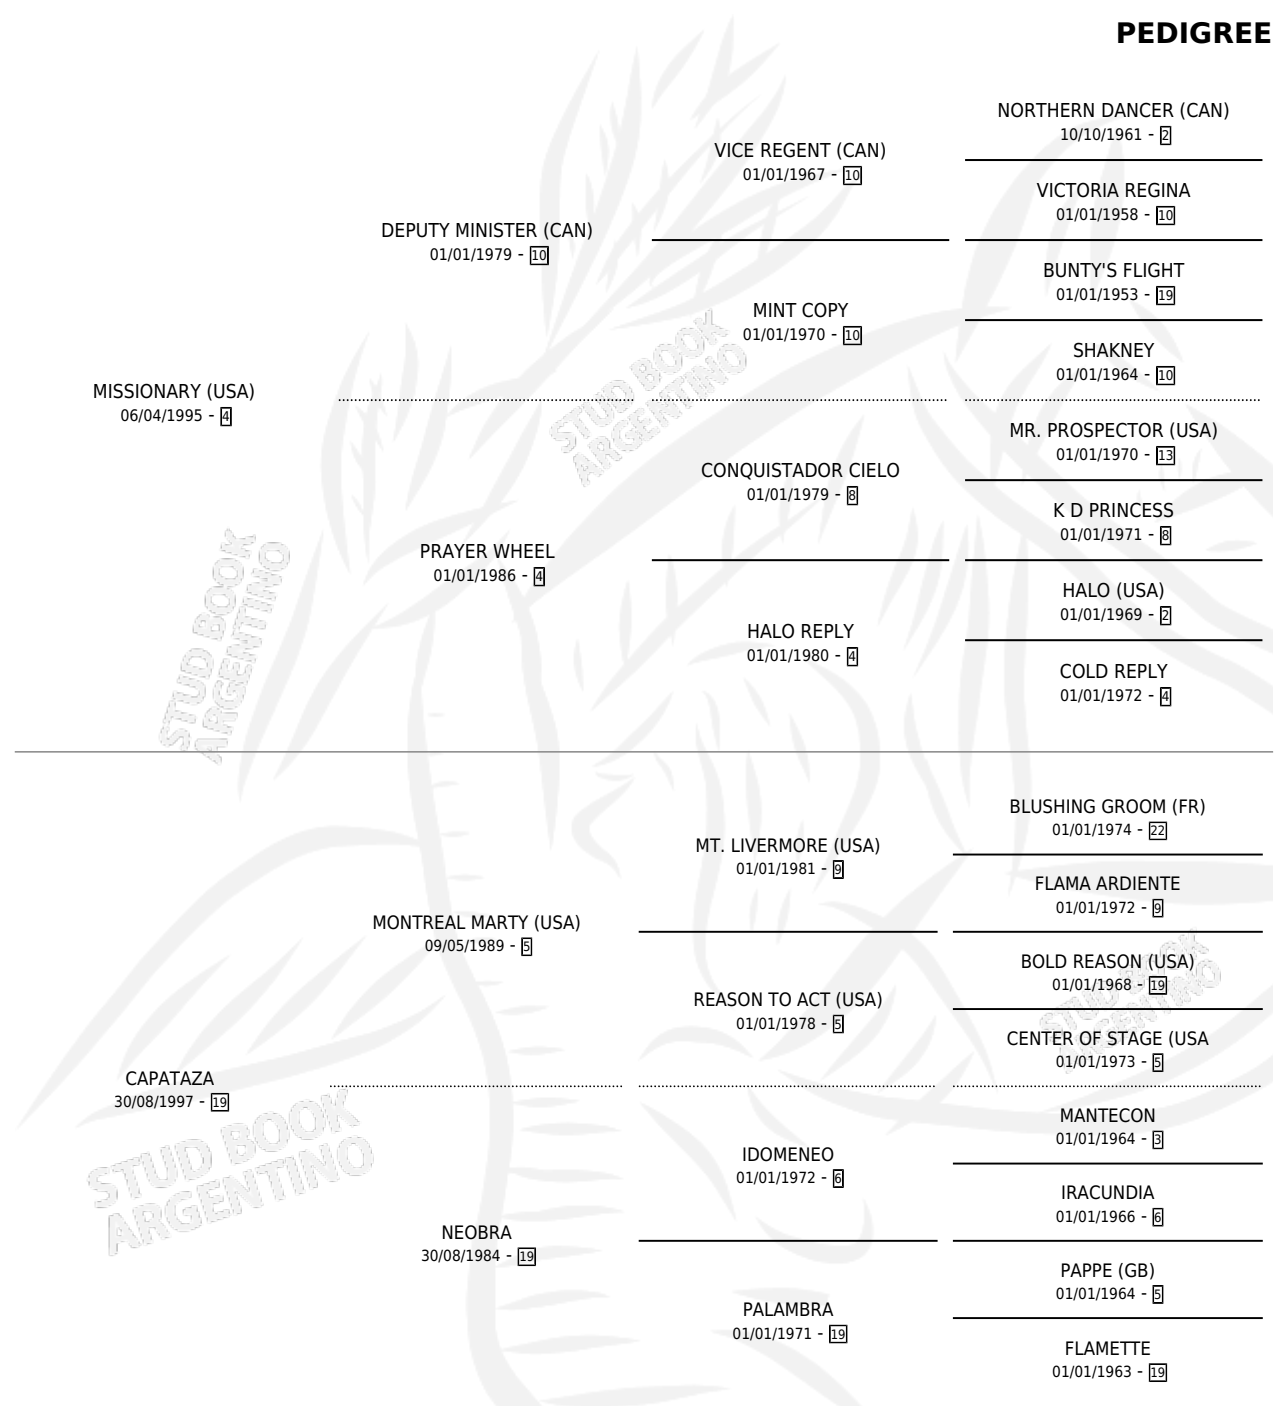 PEDIGREE
NORTHERN DANCER (CAN)
10/10/1961 - 2
VICE REGENT (CAN)
01/01/1967 - 10
VICTORIA REGINA
01/01/1958 - 10
DEPUTY MINISTER (CAN)
01/01/1979 - 10
BUNTY'S FLIGHT
01/01/1953 - 19
MINT COPY
01/01/1970 - 10
SHAKNEY
01/01/1964 - 10
MISSIONARY (USA)
06/04/1995 - 4
STUD BOOK
ARGENTINO
MR. PROSPECTOR (USA)
01/01/1970 - 13
CONQUISTADOR CIELO
01/01/1979 - 8
K D PRINCESS
01/01/1971 - 8
PRAYER WHEEL
01/01/1986 - 4
HALO (USA)
01/01/1969 - 2
HALO REPLY
01/01/1980 - 4
COLD REPLY
01/01/1972 - 4
STUD BOOK
ARGENTINO
BLUSHING GROOM (FR)
01/01/1974 - 22
MT. LIVERMORE (USA)
01/01/1981 - 9
FLAMA ARDIENTE
01/01/1972 - 9
MONTREAL MARTY (USA)
09/05/1989 - 5
BOLD REASON (USA)
01/01/1968 - 19
REASON TO ACT (USA)
01/01/1978 - 5
STUD BOOK
ARGENTINO
CENTER OF STAGE (USA
01/01/1973 - 5
CAPATAZA
30/08/1997 - 19
STUD BOOK
ARGENTINO
MANTECON
01/01/1964 - 3
IDOMENEO
01/01/1972 - 6
IRACUNDIA
01/01/1966 - 6
NEOBRA
30/08/1984 - 19
PAPPE (GB)
01/01/1964 - 5
PALAMBRA
01/01/1971 - 19
FLAMETTE
01/01/1963 - 19